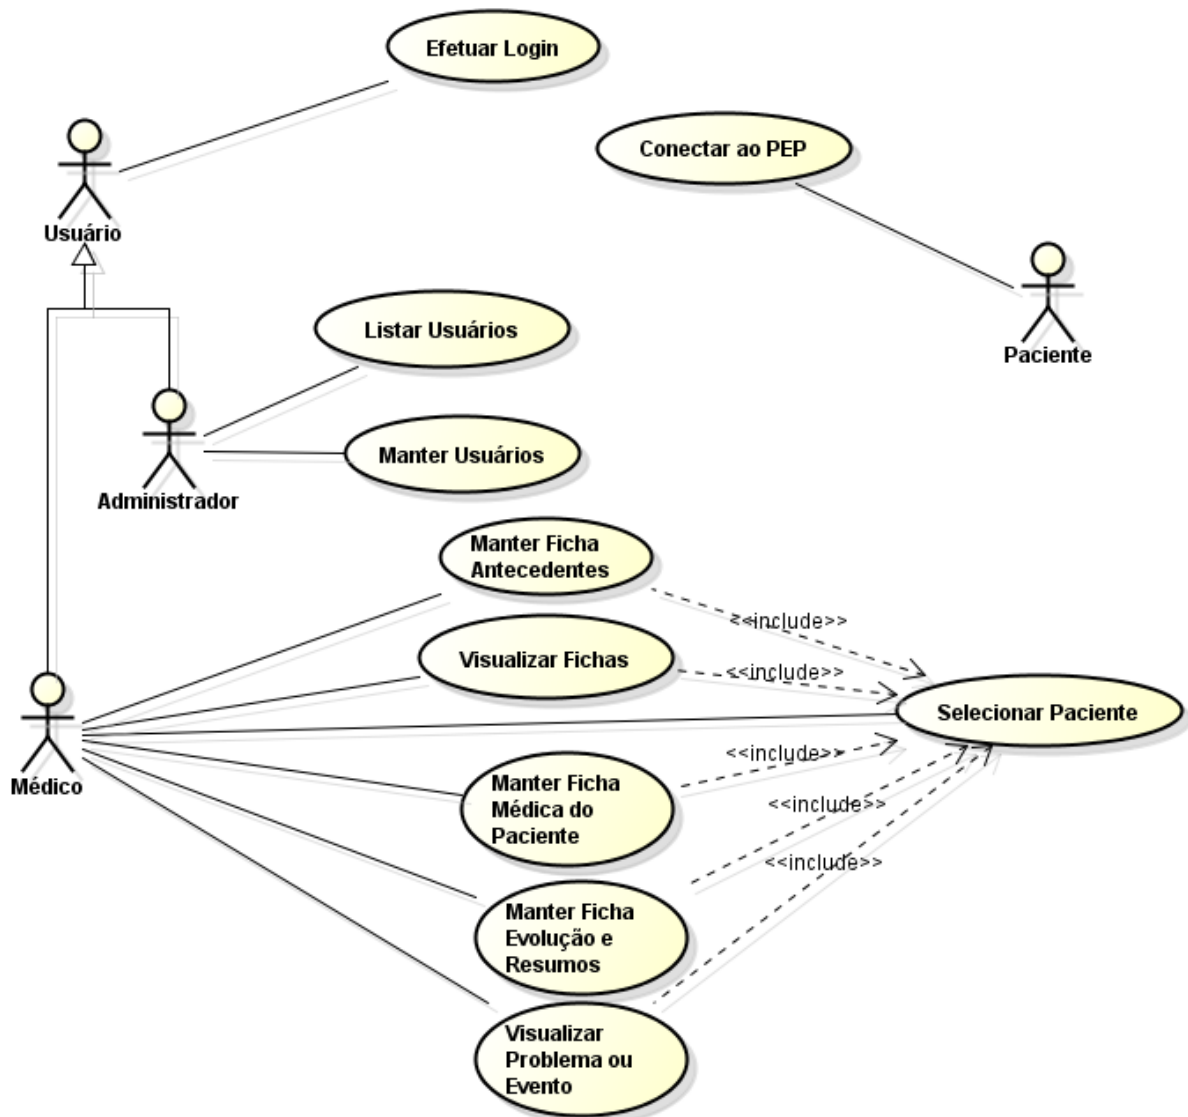 Efetuar Login
Conectar ao PEP
Usuário
Listar Usuários
Paciente
Manter Usuários
Administrador
Manter Ficha
Antecedentes
<<include>>
Visualizar Fichas
<<include>>
Selecionar Paciente
Médico
<<include>>
Manter Ficha
Médica do
Paciente
<<include>>
<<include>>
Manter Ficha
Evolução e
Resumos
Visualizar
Problema ou
Evento